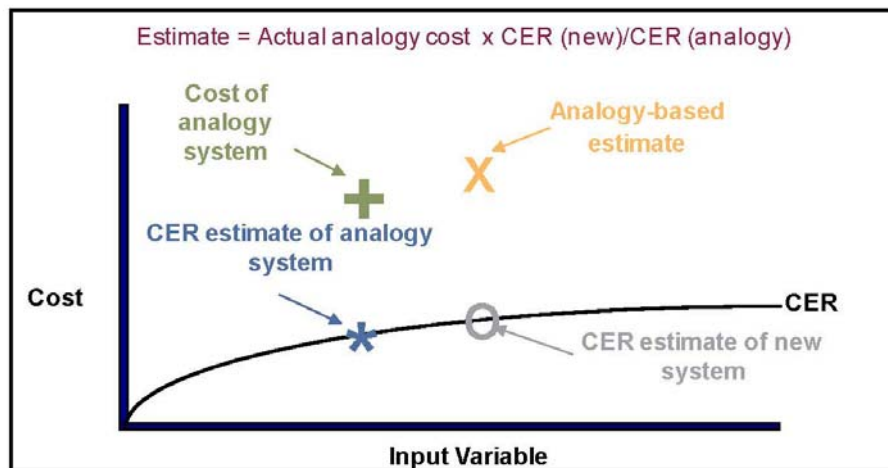 Estimate = Actual analogy cost x CER (new)/CER (analogy)
Cost of
analogy
system
Analogy-based
estimate
X
+
CER estimate of analogy
system
Cost
CER
*
O
CER estimate of new
system
Input Variable